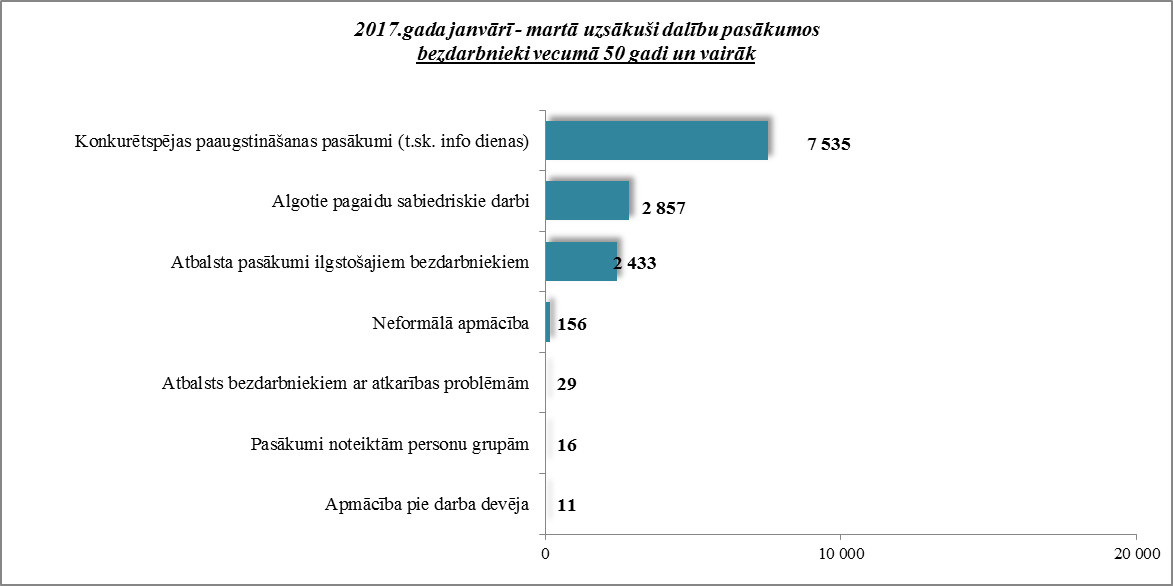 2017.gada janvārī - martā uzsākuši dalību pasākumos
bezdarbnieki vecumā 50 gadi un vairāk
Konkurētspējas paaugstināšanas pasākumi (t.sk. info dienas) 7 535
Algotie pagaidu sabiedriskie darbi 2 857
Atbalsta pasākumi ilgstošajiem bezdarbniekiem 2 433
Neformālā apmācība 156
Atbalsts bezdarbniekiem ar atkarības problēmām 29
Pasākumi noteiktām personu grupām 16
Apmācība pie darba devēja 11
0 10 000 20 000